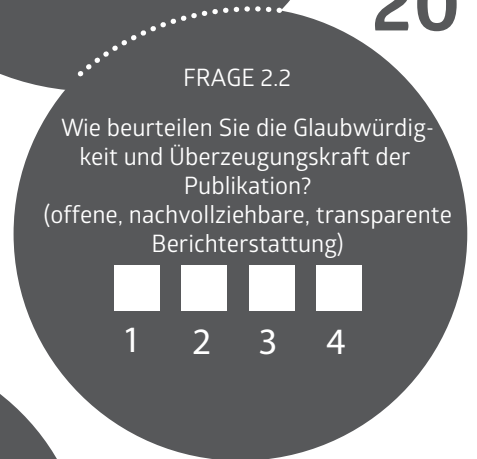 20
FRAGE 2.2
Wie beurteilen Sie die Glaubwürdig-
keit und Überzeugungskraft der
Publikation?
(offene, nachvollziehbare, transparente
Berichterstattung)
1 2 3 4